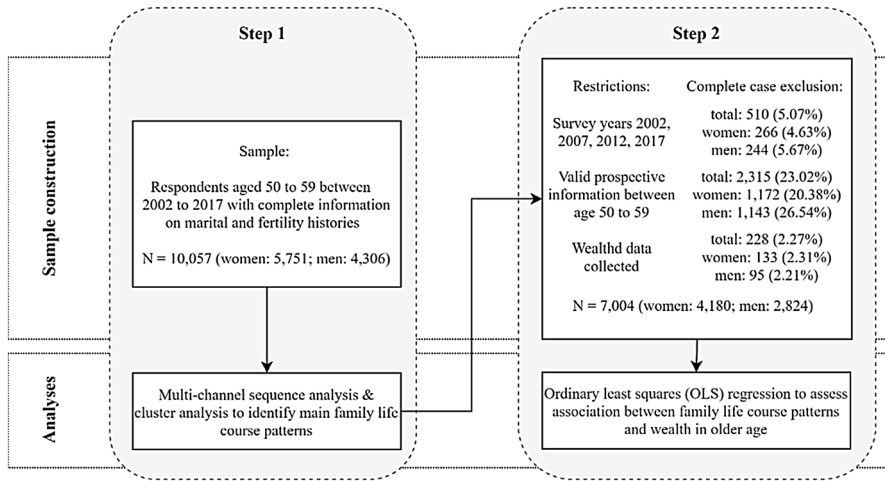 Step 1
Step 2
Sample construction
Sample:
Respondents aged 50 to 59 between
2002 to 2017 with complete information
on marital and fertility histories
N = 10,057 (women: 5,751; men: 4,306)
Restrictions:
Complete case exclusion:
Survey years 2002,
2007, 2012, 2017
total: 510 (5.07%)
women: 266 (4.63%)
men: 244 (5.67%)
Valid prospective
information between
age 50 to 59
total: 2,315 (23.02%)
women: 1,172 (20.38%)
men: 1,143 (26.54%)
Wealthd data
collected
total: 228 (2.27%)
women: 133 (2.31%)
men: 95 (2.21%)
N = 7,004 (women: 4,180; men: 2,824)
Analyses
Multi-channel sequence analysis &
cluster analysis to identify main family life
course patterns
Ordinary least squares (OLS) regression to assess
association between family life course patterns
and wealth in older age